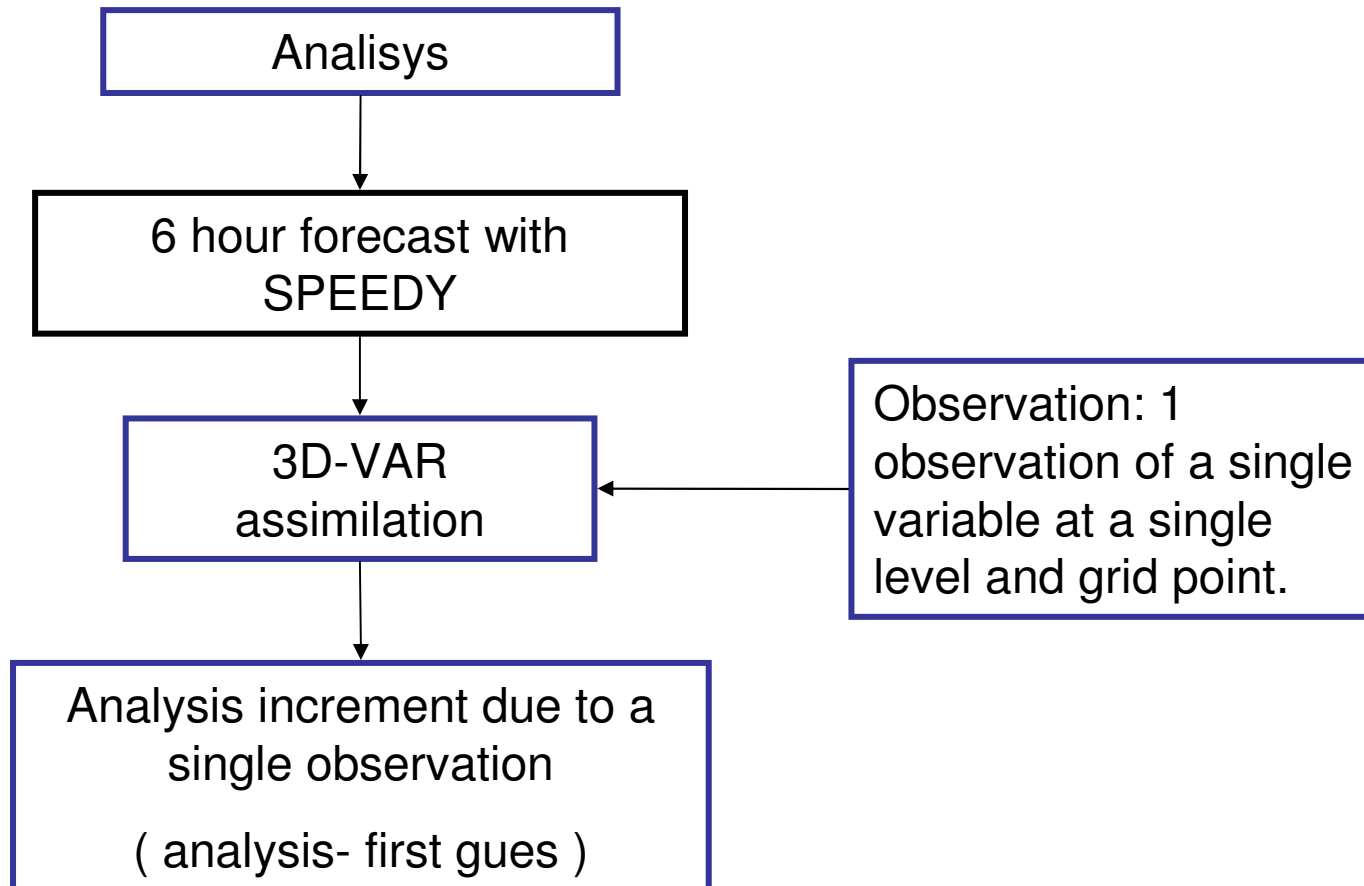 Analisys
6 hour forecast with
SPEEDY
3D-VAR
assimilation
Observation: 1
observation of a single
variable at a single
level and grid point.
Analysis increment due to a
single observation
( analysis- first gues )